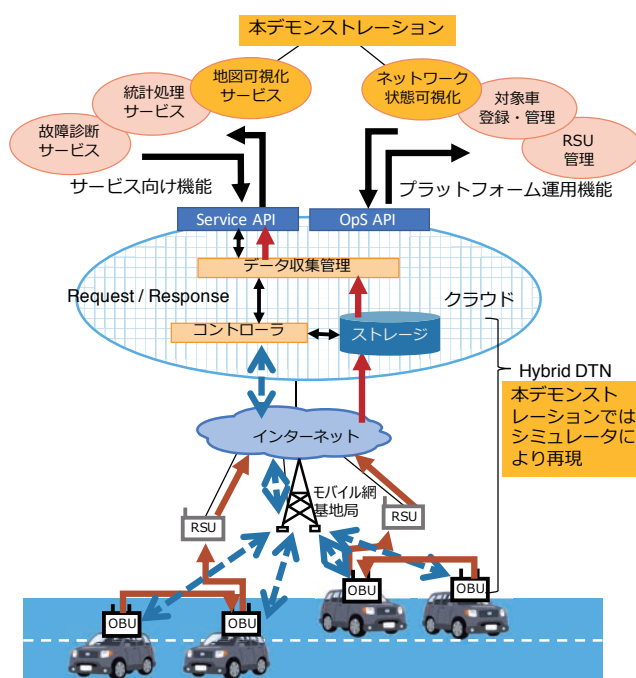 本デモンストレーション
地図可視化
サービス
ネットワーク
状態可視化
統計処理
サービス
対象車
登録・管理
故障診断
サービス
RSU
管理
サービス向け機能
プラットフォーム運用機能
Service API
OpS API
データ収集管理
Request / Response
クラウド
コントローラ
ストレージ
Hybrid DTN
本デモンスト
レーションでは
シミュレータに
より再現
インターネット
モバイル網
基地局
RSU
RSU
OBU
OBU
OBU
OBU